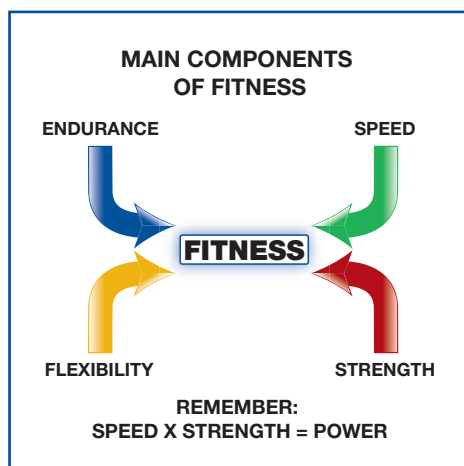 MAIN COMPONENTS
OF FITNESS
ENDURANCE
SPEED
FITNESS
FLEXIBILITY
STRENGTH
REMEMBER:
SPEED X STRENGTH = POWER